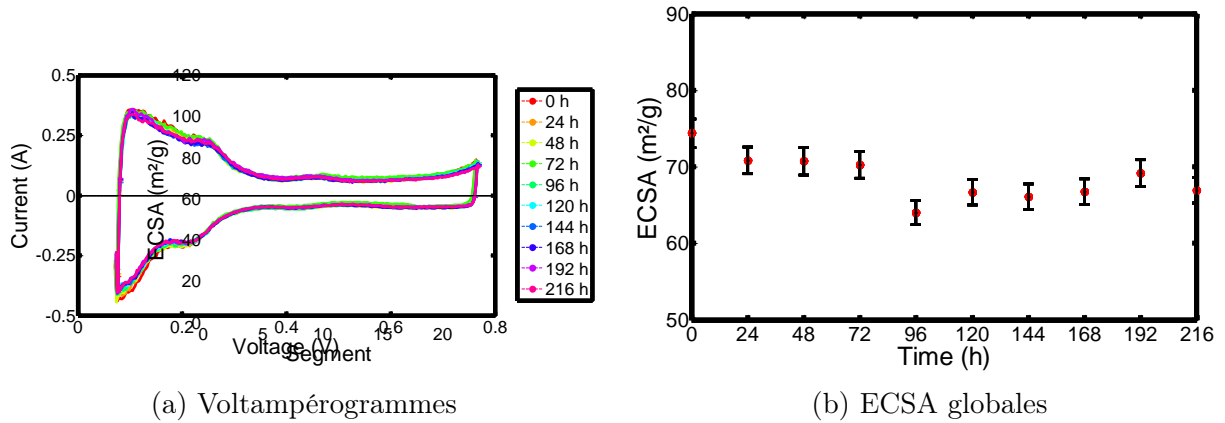 0.5
0.25
0
-0.25
-0.5
Current (A)
0
0.20
0.4
0.6
0.8
Voltage (V)
120
100
80
60
40
20
0
ECSA (m²/g)
5
10
15
20
Segment
0 h
24 h
48 h
72 h
96 h
120 h
144 h
168 h
192 h
216 h
(a) Voltampérogrammes
90
80
70
60
50
ECSA (m²/g)
0 24 48 72 96 120 144 168 192 216
Time (h)
(b) ECSA globales